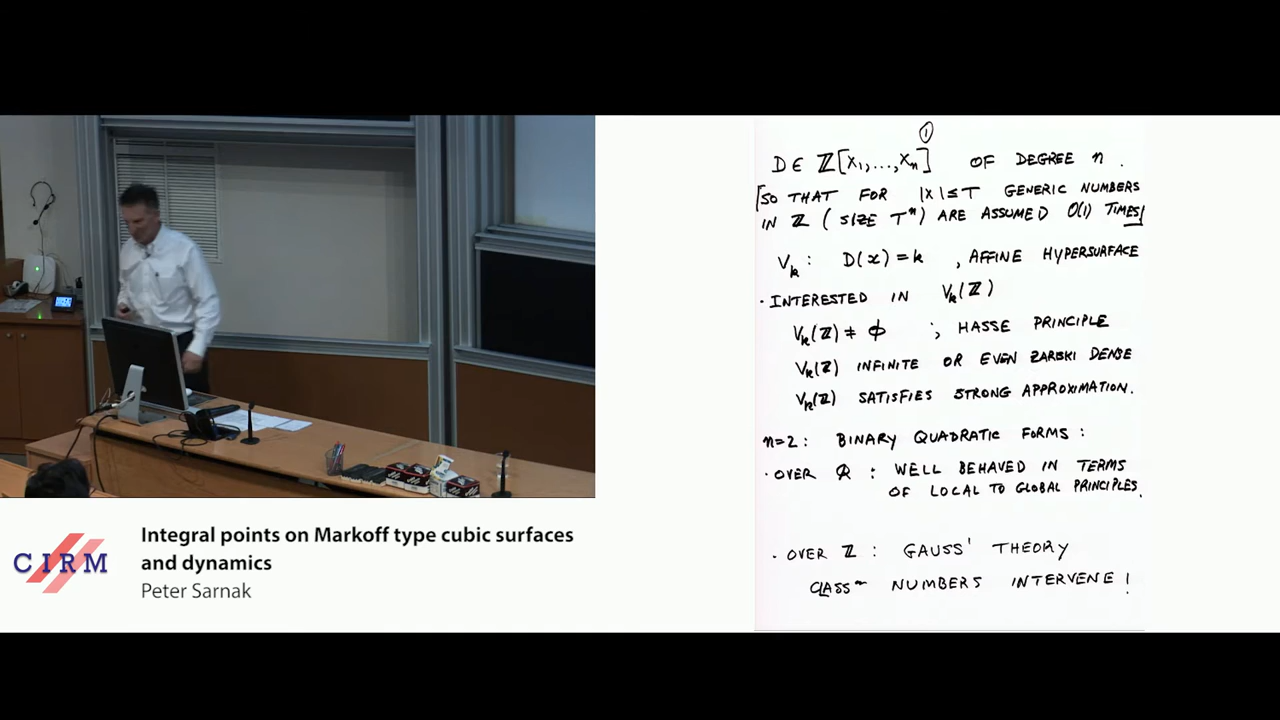 ①
D ∈ ℤ[x₁,...,xₙ] OF DEGREE n.
[SO THAT FOR |x| ≤ T GENERIC NUMBERS
IN ℤ (SIZE Tⁿ) ARE ASSUMED O(1) TIMES]
Vₖ : D(x) = k , AFFINE HYPERSURFACE
· INTERESTED IN Vₖ(ℤ)
Vₖ(ℤ) ≠ ϕ ; HASSE PRINCIPLE
Vₖ(ℤ) INFINITE OR EVEN ZARSKI DENSE
Vₖ(ℤ) SATISFIES STRONG APPROXIMATION.
n=2: BINARY QUADRATIC FORMS:
· OVER ℚ : WELL BEHAVED IN TERMS
OF LOCAL TO GLOBAL PRINCIPLES.
· OVER ℤ : GAUSS' THEORY
CLASS NUMBERS INTERVENE!
CIRM
Integral points on Markoff type cubic surfaces
and dynamics
Peter Sarnak